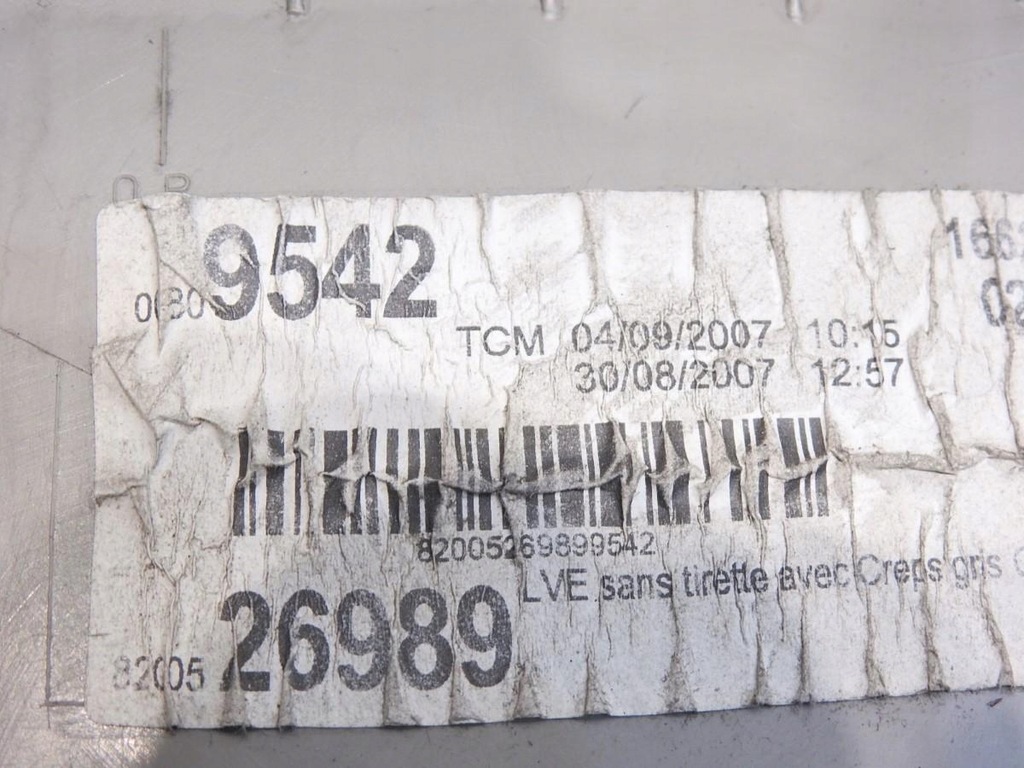 9542
TCM 04/09/2007 10:15
30/08/2007 12:57
82005269899542
LVE sans tirette avec Creps gris
82005 26989